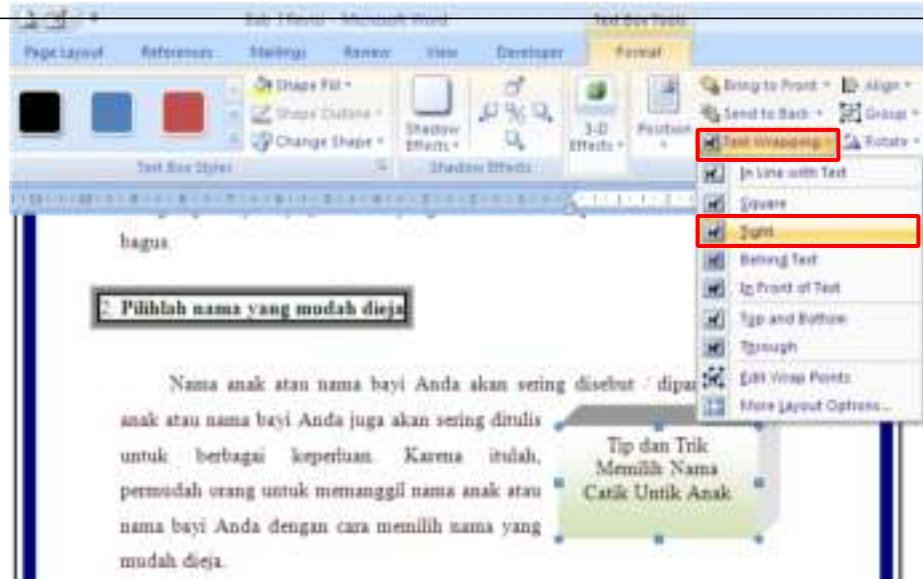 Bab 3 Revisi - Microsoft Word Text Box Tools
Page Layout References Mailings Review View Developer Format
Shape Fill
Shape Outline
Change Shape
Shadow Effects
3-D Effects
Position
Bring to Front
Send to Back
Text Wrapping
Align
Group
Rotate
Text Box Styles Shadow Effects
In Line with Text
Square
Tight
Behind Text
In Front of Text
Top and Bottom
Through
Edit Wrap Points
More Layout Options...
bagus.
2. Pilihlah nama yang mudah dieja
Nama anak atau nama bayi Anda akan sering disebut /
anak atau nama bayi Anda juga akan sering ditulis
untuk berbagai keperluan. Karena itulah,
permudah orang untuk memanggil nama anak atau
nama bayi Anda dengan cara memilih nama yang
mudah dieja.
Tip dan Trik
Memilih Nama
Catik Untik Anak